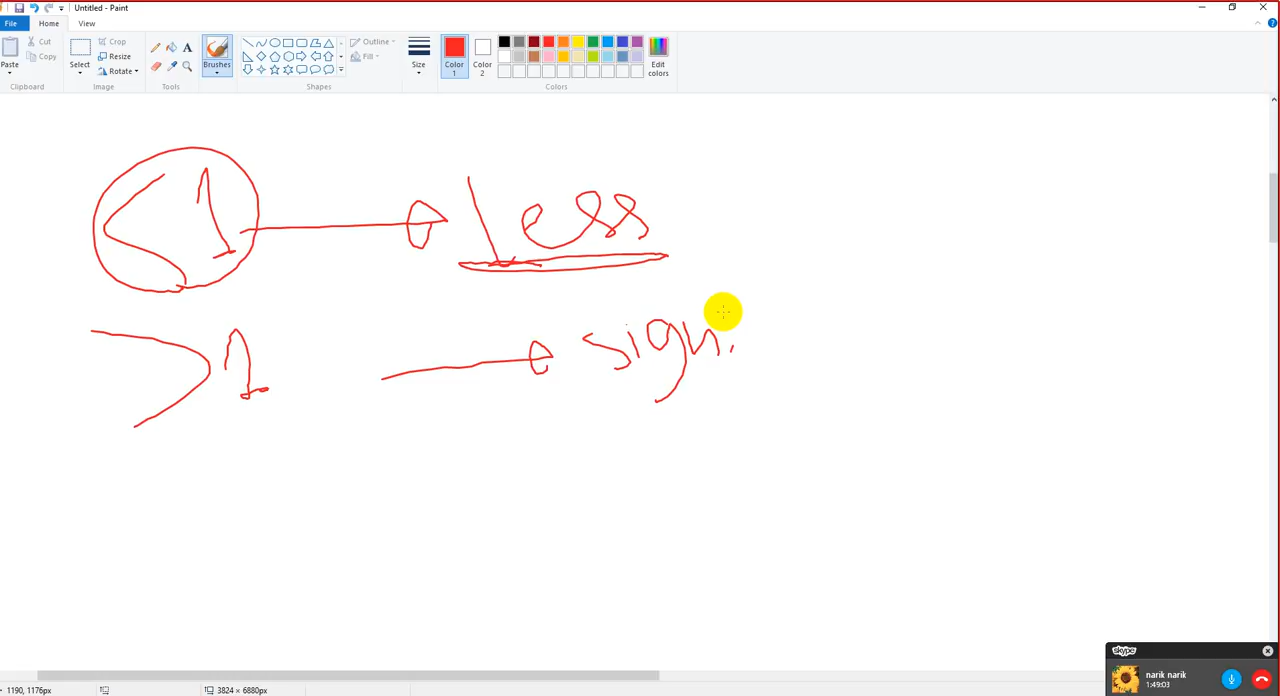 Untitled - Paint
File Home View
Paste
Cut
Copy
Clipboard
Select
Crop
Resize
Rotate
Image
Tools
Brushes
Outline
Fill
Shapes
Size
Color 1
Color 2
Edit colors
Colors
<1 less
>1 sign.
1190, 1176px
3824 × 6880px
skype
narik narik
1:49:03